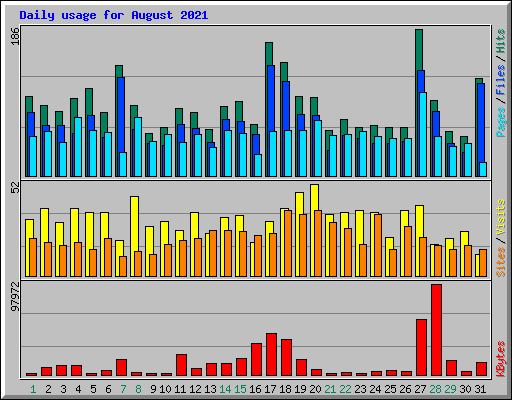 Daily usage for August 2021
186
Pages / Files / Hits
52
Sites / Visits
97972
KBytes
1 2 3 4 5 6 7 8 9 10 11 12 13 14 15 16 17 18 19 20 21 22 23 24 25 26 27 28 29 30 31